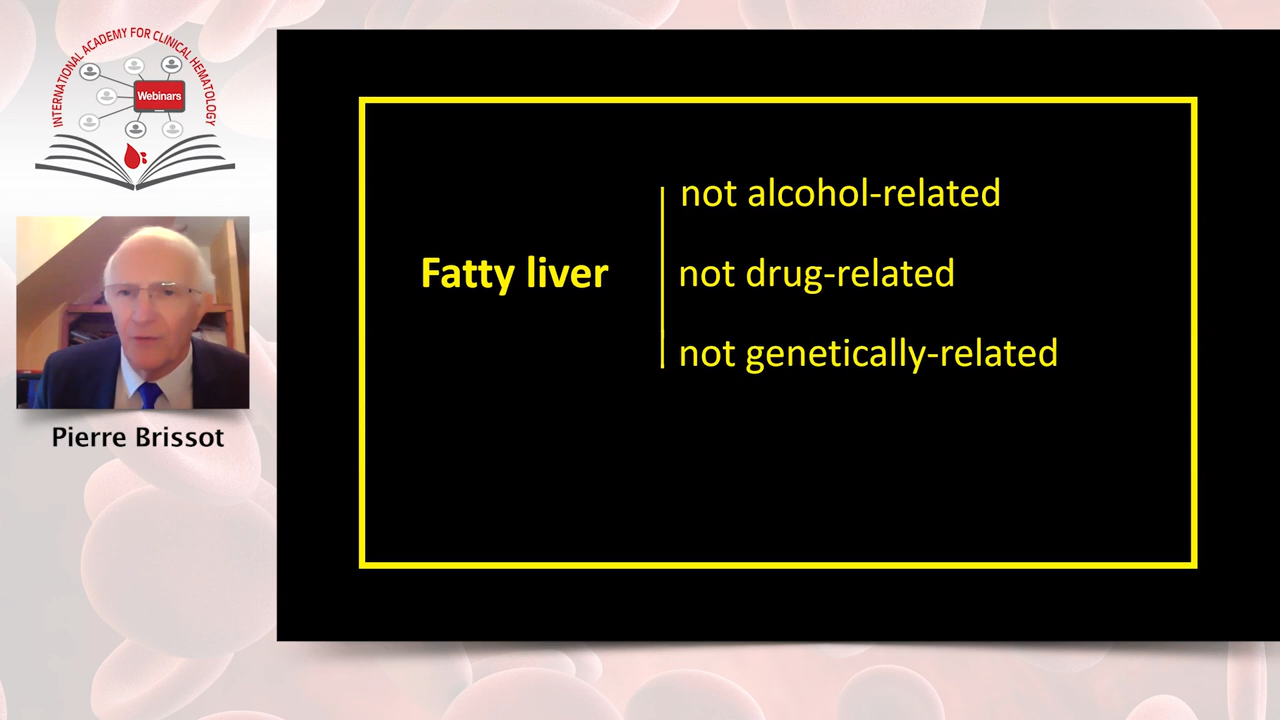 INTERNATIONAL ACADEMY FOR CLINICAL HEMATOLOGY
Webinars
Pierre Brissot
Fatty liver
not alcohol-related
not drug-related
not genetically-related